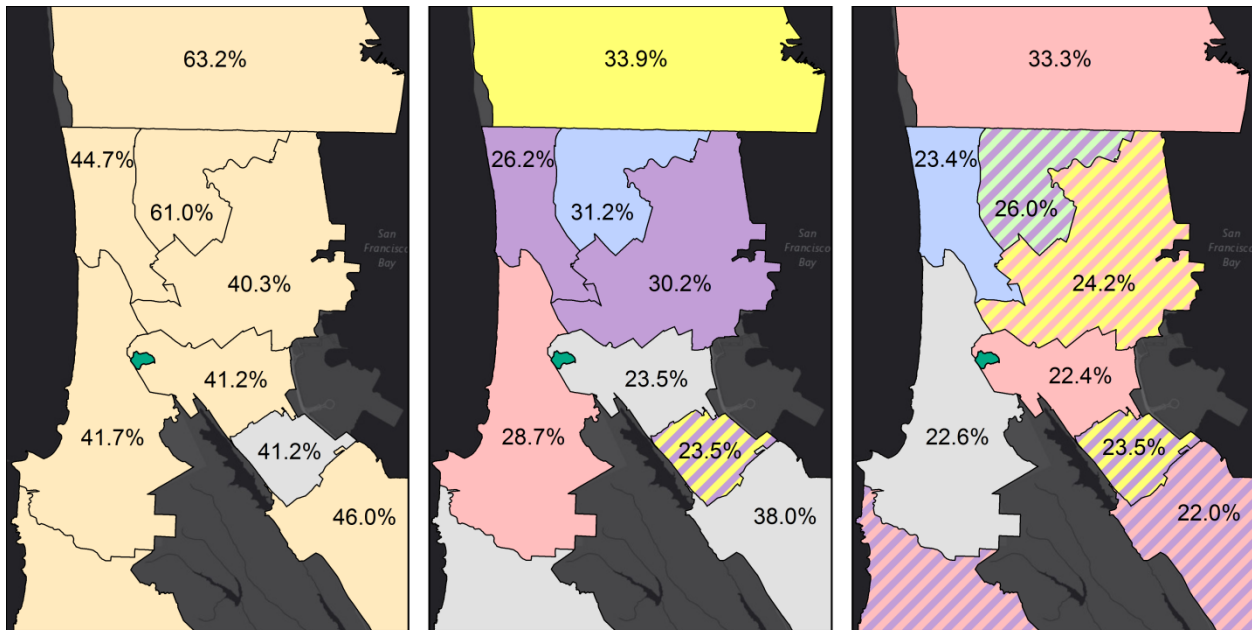 63.2%
44.7%
61.0%
San
Francisco
Bay
40.3%
41.2%
41.7%
41.2%
46.0%
33.9%
26.2%
31.2%
San
Francisco
Bay
30.2%
23.5%
28.7%
23.5%
38.0%
33.3%
23.4%
26.0%
San
Francisco
Bay
24.2%
22.4%
22.6%
23.5%
22.0%